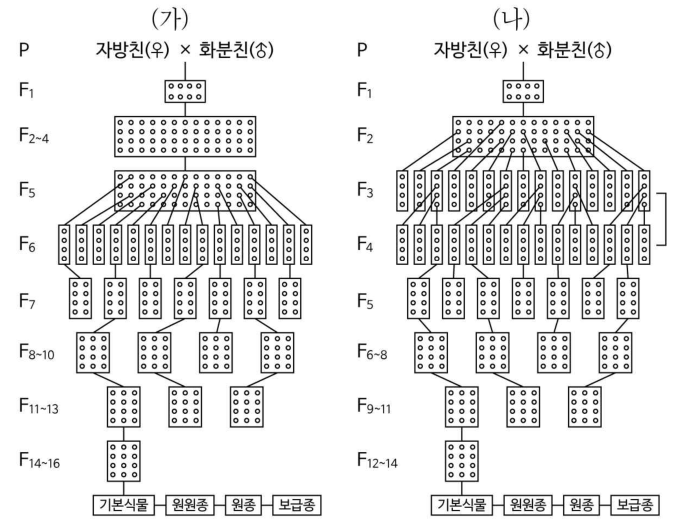 (가)
P 자방친(♀) × 화분친(♂)
F1
F2~4
F5
F6
F7
F8~10
F11~13
F14~16
기본식물 원원종 원종 보급종
(나)
P 자방친(♀) × 화분친(♂)
F1
F2
F3
F4
F5
F6~8
F9~11
F12~14
기본식물 원원종 원종 보급종